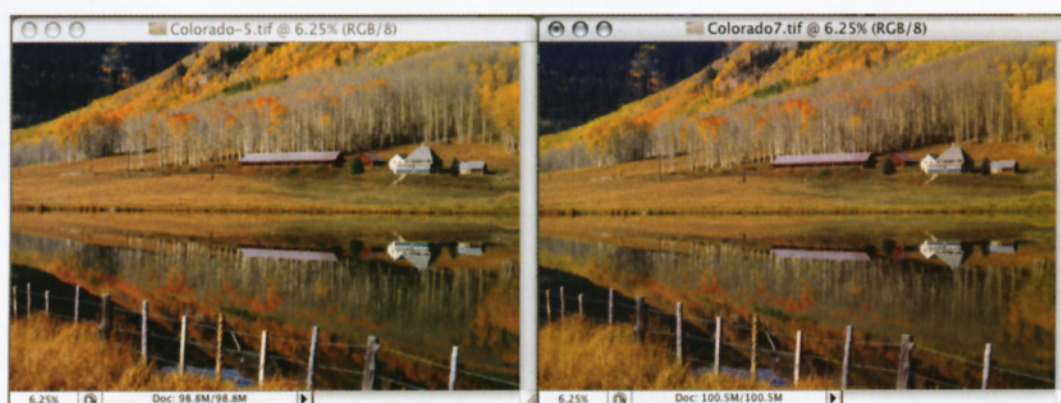 Colorado-5.tif @ 6.25% (RGB/8)
Colorado7.tif @ 6.25% (RGB/8)
6.25%
Doc: 98.8M/98.8M
6.25%
Doc: 100.5M/100.5M